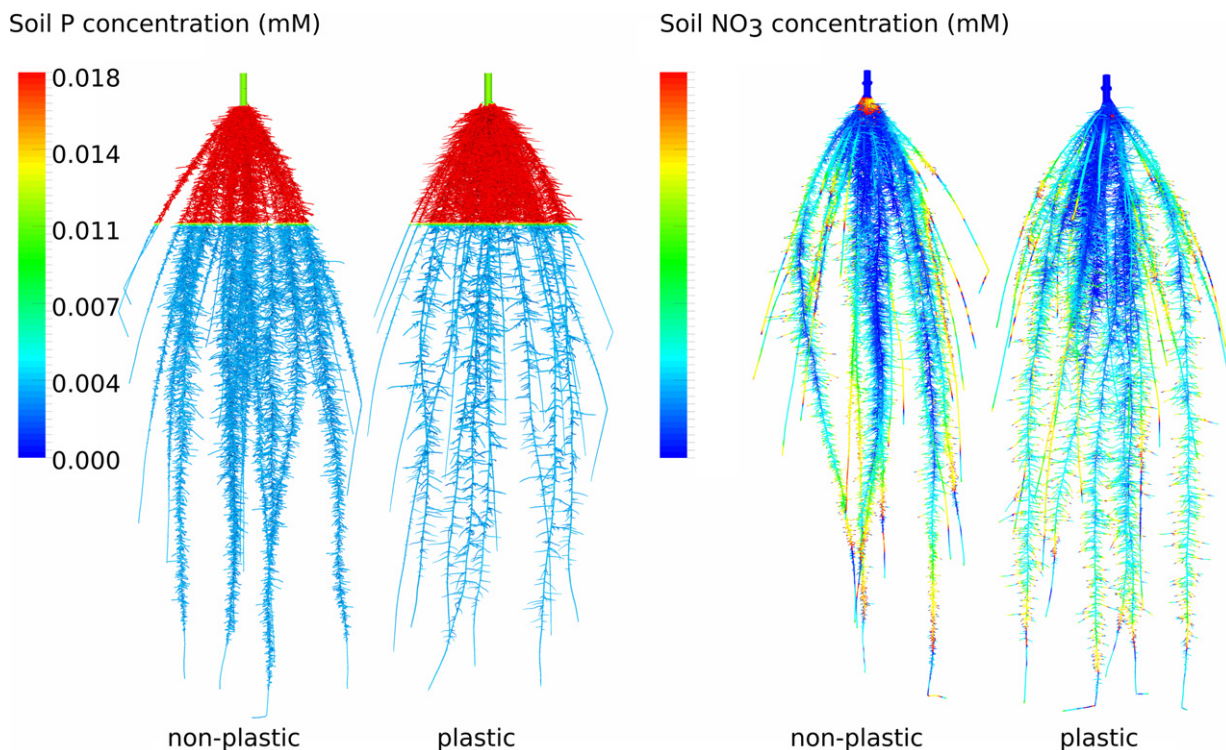 Soil P concentration (mM)
Soil NO3 concentration (mM)
0.018
0.014
0.011
0.007
0.004
0.000
non-plastic
plastic
non-plastic
plastic